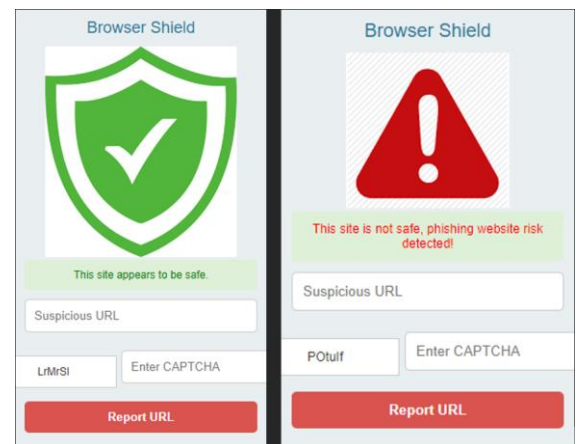 Browser Shield
This site appears to be safe.
Suspicious URL
LrMrSI
Enter CAPTCHA
Report URL
Browser Shield
This site is not safe, phishing website risk
detected!
Suspicious URL
POtulf
Enter CAPTCHA
Report URL